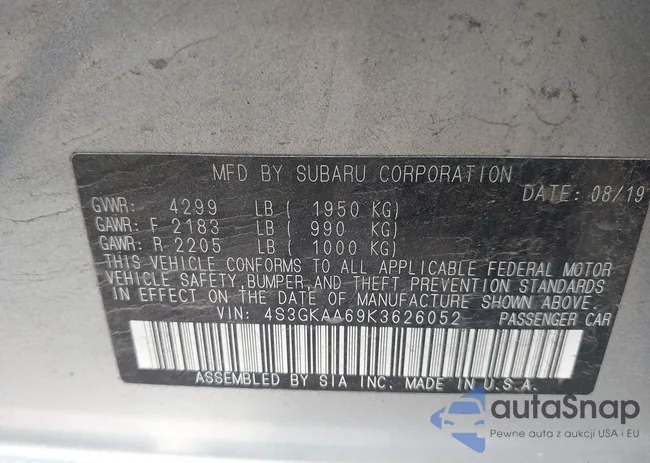 MFD BY SUBARU CORPORATION
DATE: 08/19
GVWR: 4299 LB ( 1950 KG)
GAWR: F 2183 LB ( 990 KG)
GAWR: R 2205 LB ( 1000 KG)
THIS VEHICLE CONFORMS TO ALL APPLICABLE FEDERAL MOTOR
VEHICLE SAFETY,BUMPER,AND THEFT PREVENTION STANDARDS
IN EFFECT ON THE DATE OF MANUFACTURE SHOWN ABOVE.
VIN: 4S3GKAA69K3626052 PASSENGER CAR
ASSEMBLED BY SIA INC. MADE IN U.S.A.
autaSnap
Pewne auta z aukcji USA i EU